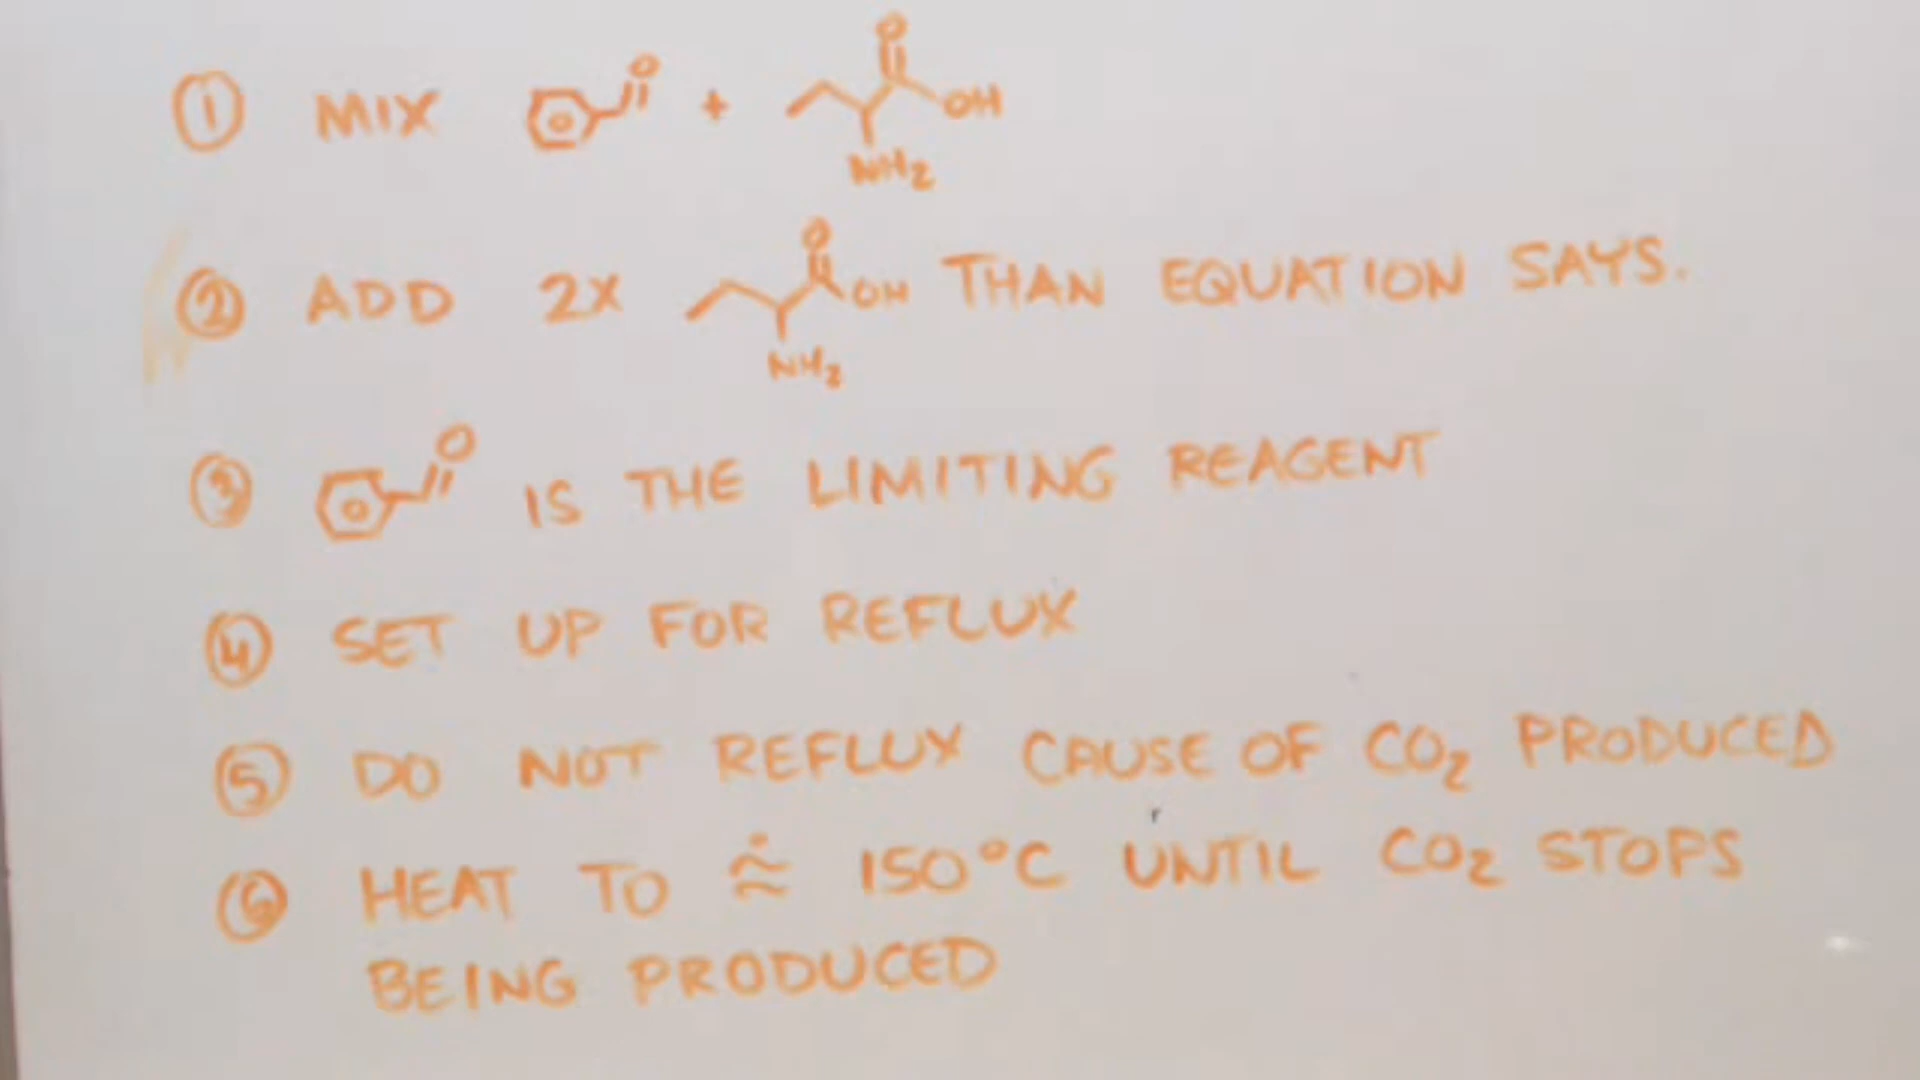 ① MIX O + O OH NH2
② ADD 2X O OH NH2 THAN EQUATION SAYS.
③ O IS THE LIMITING REAGENT
④ SET UP FOR REFLUX
⑤ DO NOT REFLUX CAUSE OF CO2 PRODUCED
⑥ HEAT TO ≈ 150°C UNTIL CO2 STOPS
BEING PRODUCED